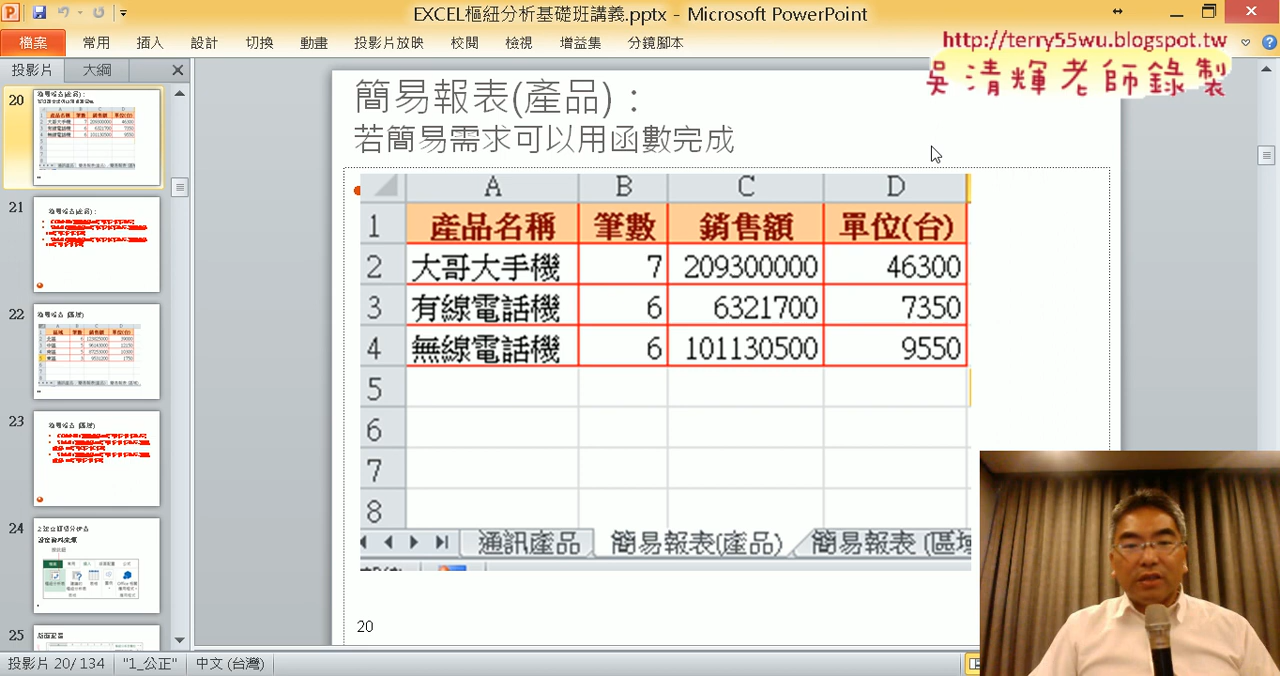 EXCEL樞紐分析基礎班講義.pptx - Microsoft PowerPoint
檔案 常用 插入 設計 切換 動畫 投影片放映 校閱 檢視 增益集 分鏡腳本
http://terry55wu.blogspot.tw
吳清輝老師錄製
投影片 大綱
20
21
22
23
24
25
簡易報表(產品)：
若簡易需求可以用函數完成
A B C D
1 產品名稱 筆數 銷售額 單位(台)
2 大哥大手機 7 209300000 46300
3 有線電話機 6 6321700 7350
4 無線電話機 6 101130500 9550
5
6
7
8
通訊產品 簡易報表(產品) 簡易報表 (區域
20
投影片 20/ 134 "1_公正" 中文 (台灣)